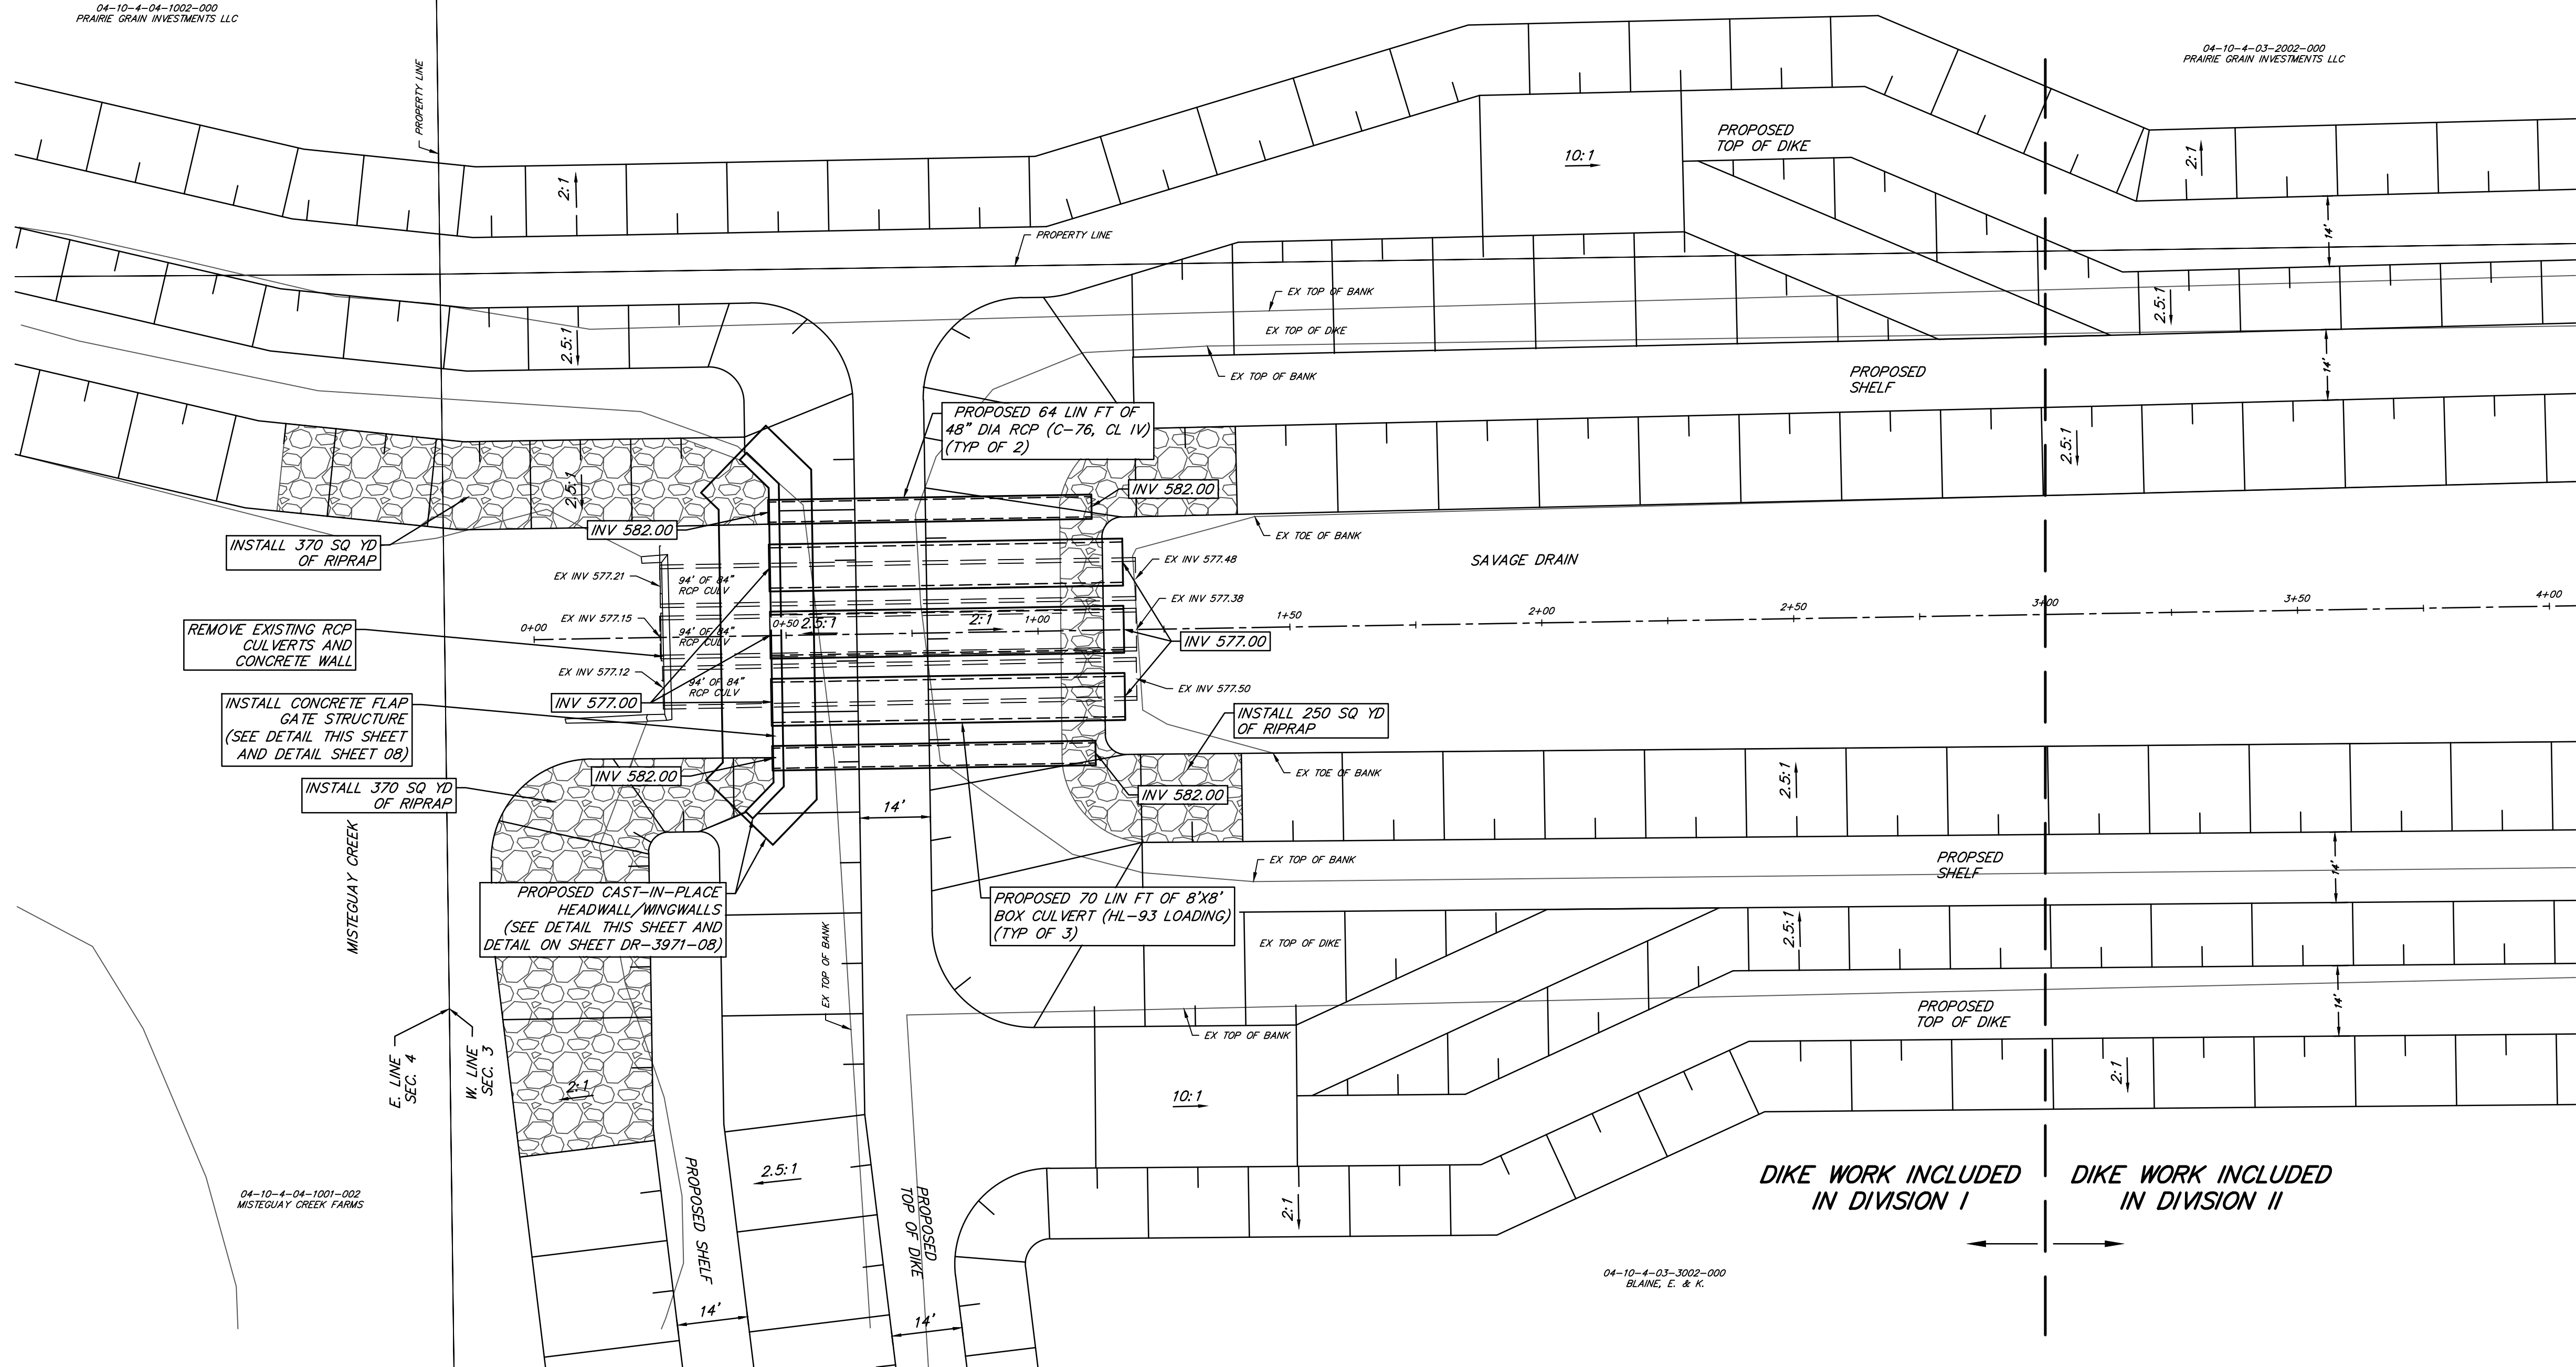 04-10-4-04-1002-000
PRAIRIE GRAIN INVESTMENTS LLC
04-10-4-03-2002-000
PRAIRIE GRAIN INVESTMENTS LLC
PROPERTY LINE
2:1
10:1
PROPOSED
TOP OF DIKE
2:1
14'
PROPERTY LINE
EX TOP OF BANK
EX TOP OF DIKE
EX TOP OF BANK
2.5:1
2.5:1
14'
PROPOSED
SHELF
PROPOSED 64 LIN FT OF
48" DIA RCP (C-76, CL IV)
(TYP OF 2)
2.5:1
2.5:1
INV 582.00
INV 582.00
INSTALL 370 SQ YD
OF RIPRAP
EX TOE OF BANK
SAVAGE DRAIN
EX INV 577.21
94' OF 84"
RCP CULV
EX INV 577.48
EX INV 577.15
94' OF 84"
RCP CULV
EX INV 577.38
0+00
0+50
2.5:1
2:1
1+00
1+50
2+00
2+50
3+00
3+50
4+00
REMOVE EXISTING RCP
CULVERTS AND
CONCRETE WALL
INV 577.00
EX INV 577.12
94' OF 84"
RCP CULV
EX INV 577.50
INV 577.00
INSTALL CONCRETE FLAP
GATE STRUCTURE
(SEE DETAIL THIS SHEET
AND DETAIL SHEET 08)
INSTALL 250 SQ YD
OF RIPRAP
INV 582.00
EX TOE OF BANK
2.5:1
INSTALL 370 SQ YD
OF RIPRAP
INV 582.00
14'
MISTEGUAY CREEK
EX TOP OF BANK
PROPSED
SHELF
14'
PROPOSED CAST-IN-PLACE
HEADWALL/WINGWALLS
(SEE DETAIL THIS SHEET AND
DETAIL ON SHEET DR-3971-08)
PROPOSED 70 LIN FT OF 8'X8'
BOX CULVERT (HL-93 LOADING)
(TYP OF 3)
EX TOP OF BANK
EX TOP OF DIKE
2.5:1
14'
EX TOP OF BANK
PROPOSED
TOP OF DIKE
E. LINE
SEC. 4
W. LINE
SEC. 3
2:1
10:1
2:1
2.5:1
PROPOSED SHELF
PROPOSED
TOP OF DIKE
2:1
04-10-4-04-1001-002
MISTEGUAY CREEK FARMS
DIKE WORK INCLUDED
IN DIVISION I
DIKE WORK INCLUDED
IN DIVISION II
04-10-4-03-3002-000
BLAINE, E. & K.
14'
14'